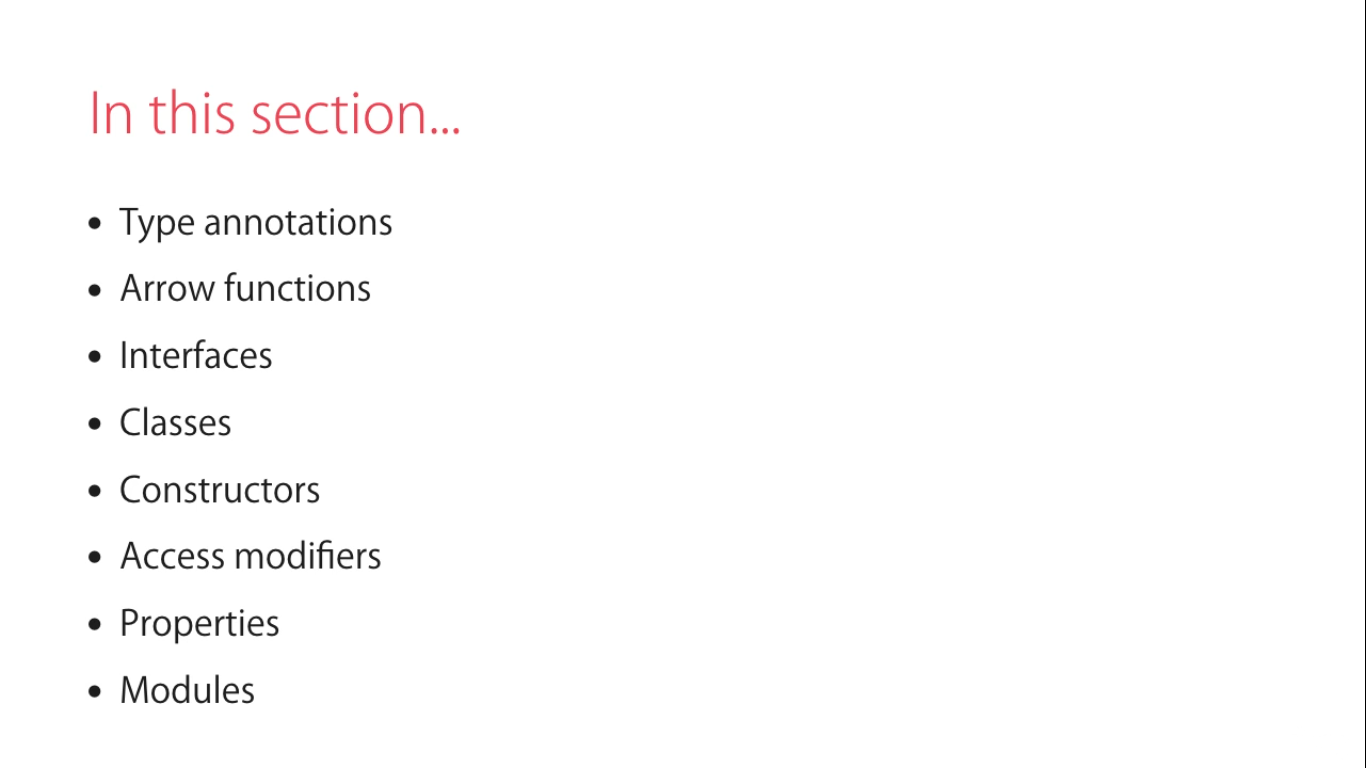 In this section...
• Type annotations
• Arrow functions
• Interfaces
• Classes
• Constructors
• Access modifiers
• Properties
• Modules